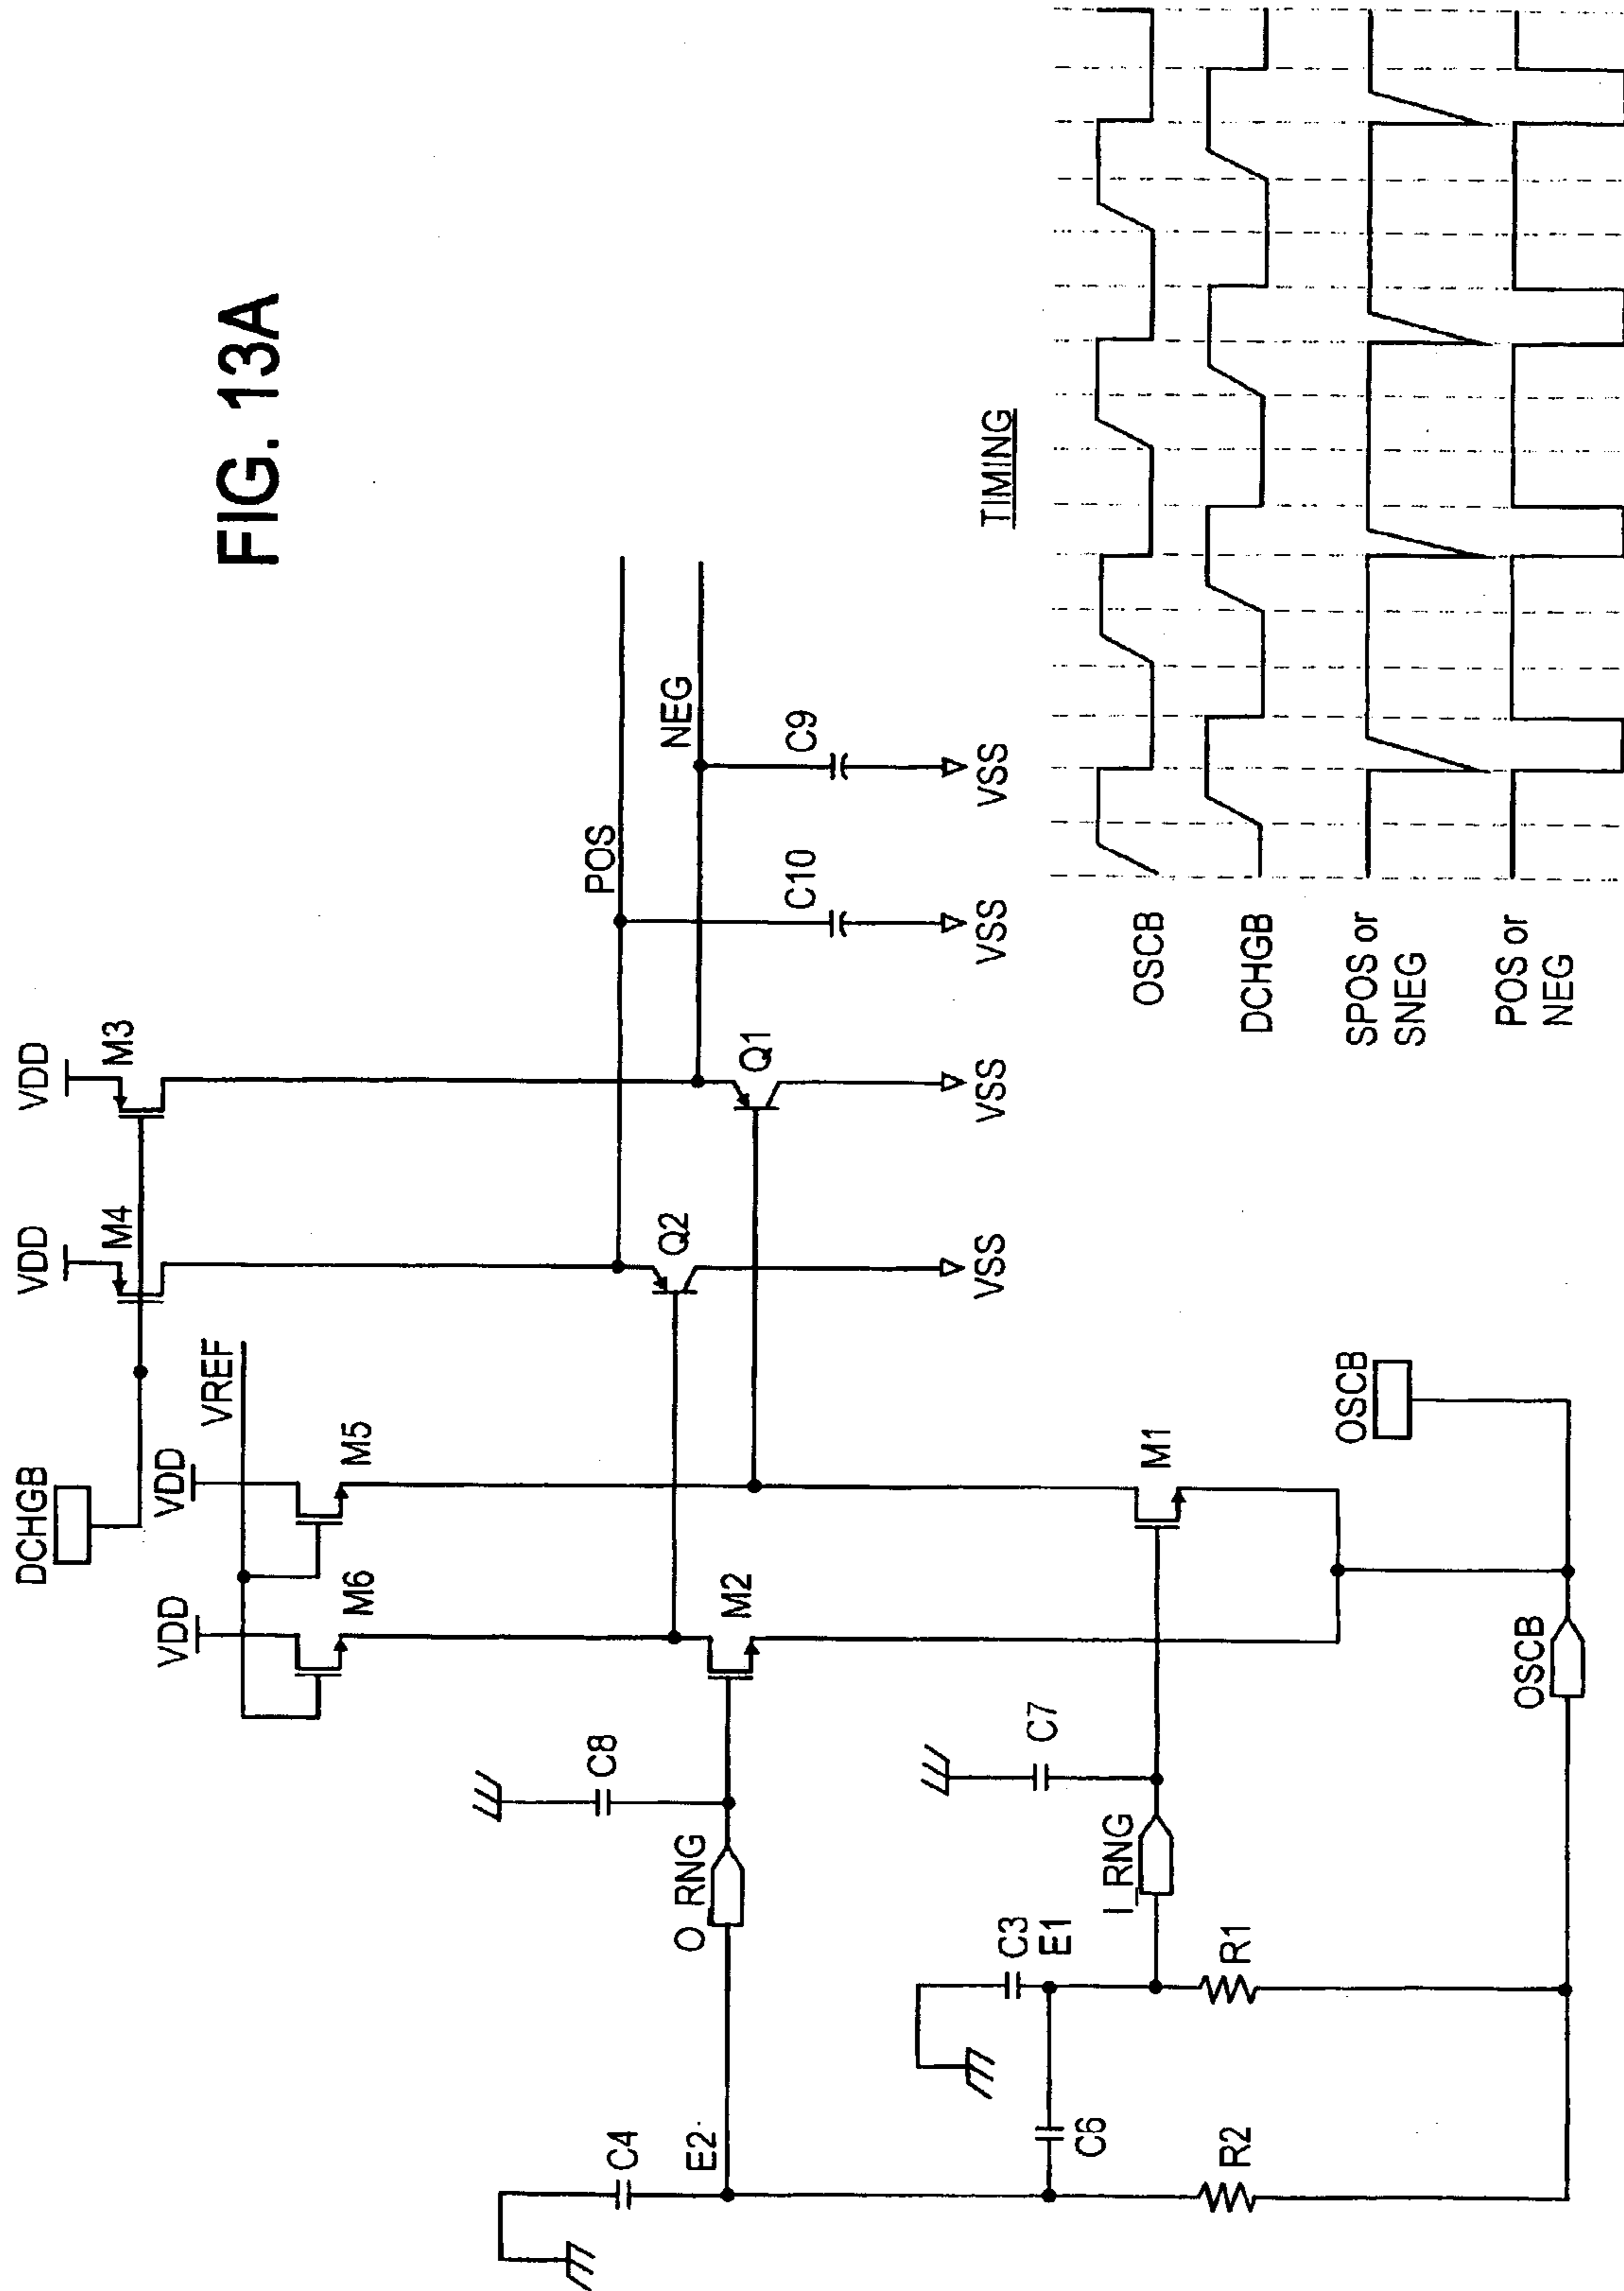 FIG. 13A
DCHGB
VDD
M4
VDD
M3
VDD
VDD
VREF
M6
M5
POS
NEG
Q2
Q1
C10
C9
VSS
VSS
VSS
VSS
C8
O_RNG
M2
C4
E2
C7
I_RNG
M1
C3
E1
C6
R2
R1
OSCB
OSCB
TIMING
OSCB
DCHGB
SPOS or
SNEG
POS or
NEG